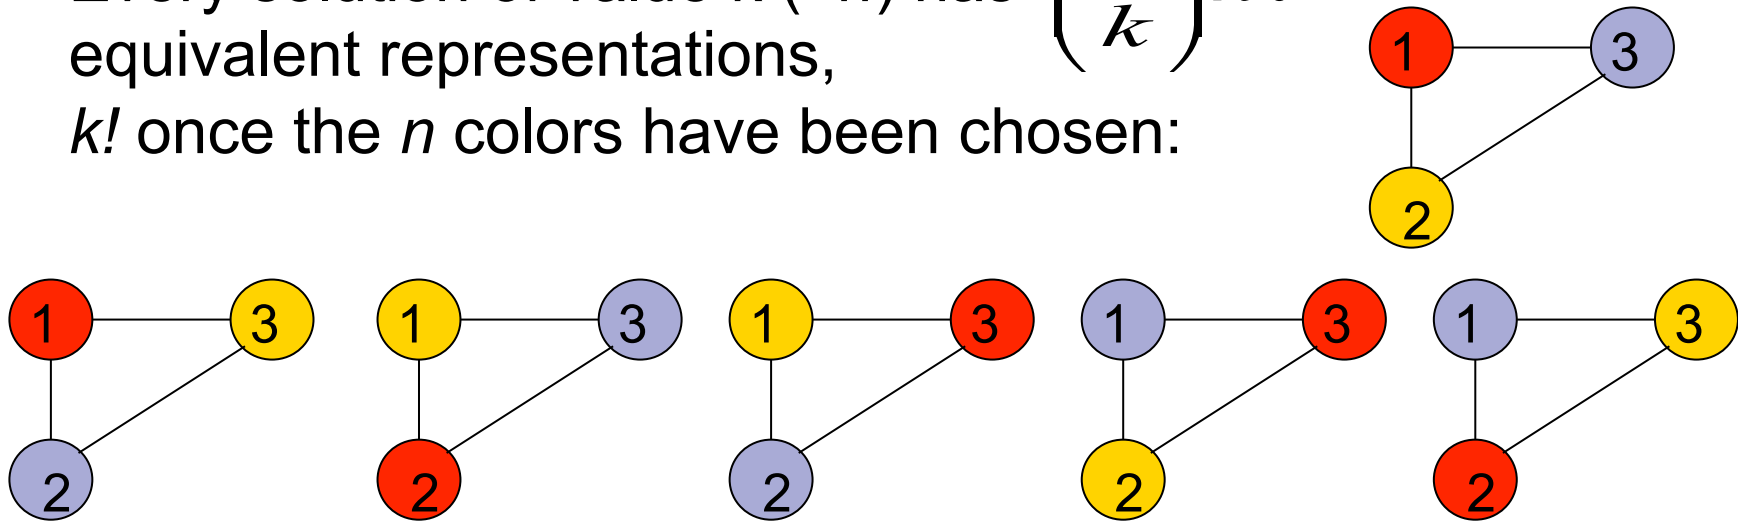 equivalent representations,
k
k! once the n colors have been chosen:
1 3
2
1 3 1 3 1 3 1 3 1 3
2 2 2 2 2